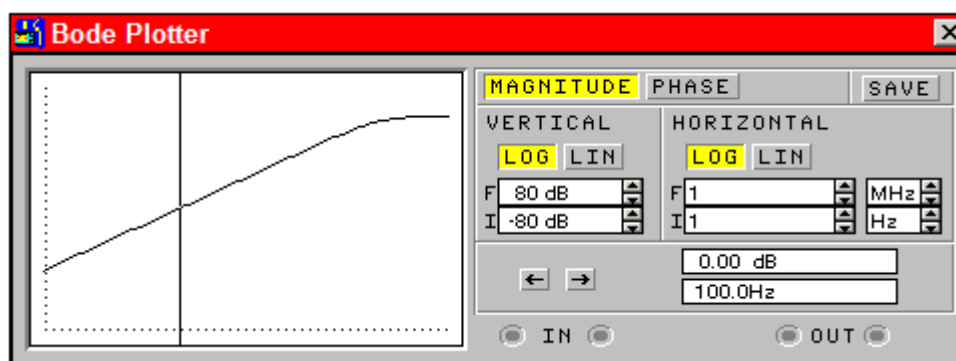 Bode Plotter
MAGNITUDE PHASE SAVE
VERTICAL HORIZONTAL
LOG LIN LOG LIN
F 80 dB F 1 MHz
I -80 dB I 1 Hz
← → 0.00 dB
100.0Hz
IN OUT